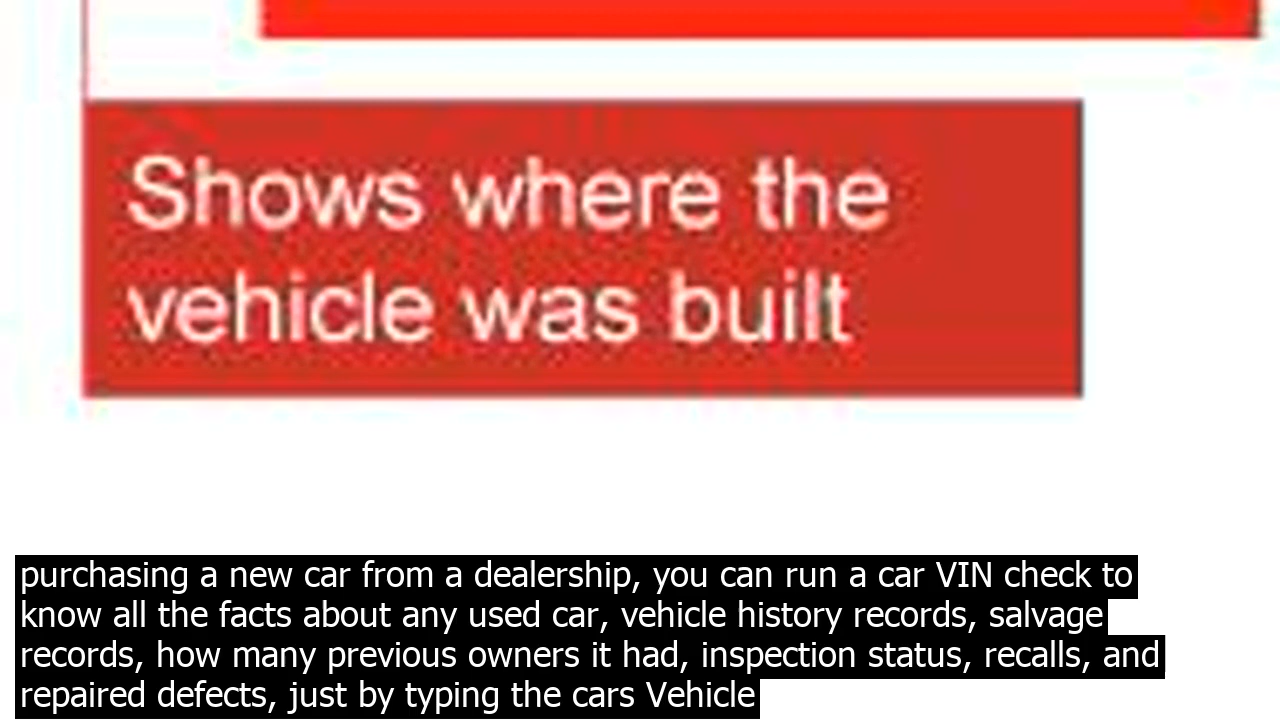 Shows where the
vehicle was built
purchasing a new car from a dealership, you can run a car VIN check to
know all the facts about any used car, vehicle history records, salvage
records, how many previous owners it had, inspection status, recalls, and
repaired defects, just by typing the cars Vehicle